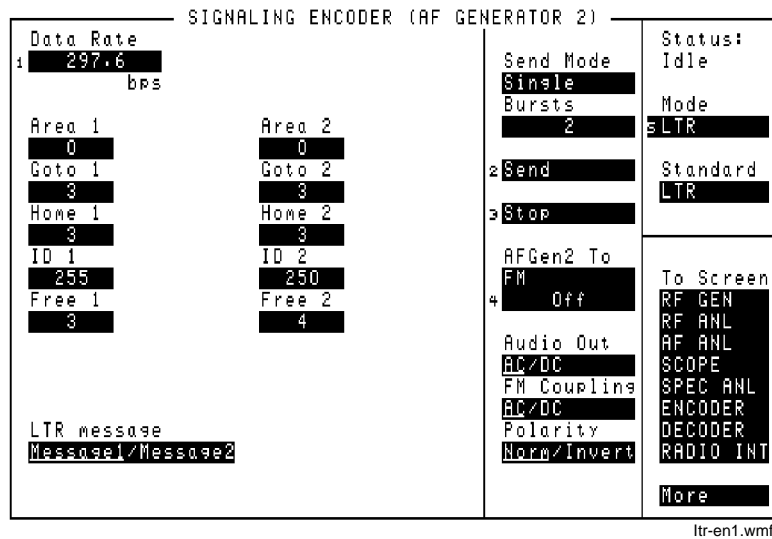 SIGNALING ENCODER (AF GENERATOR 2)
Data Rate
1 297.6
bps
Area 1
0
Goto 1
3
Home 1
3
ID 1
255
Free 1
3
Area 2
0
Goto 2
3
Home 2
3
ID 2
250
Free 2
4
LTR message
Message1/Message2
Send Mode
Single
Bursts
2
2 Send
3 Stop
AFGen2 To
FM
4 Off
Audio Out
AC/DC
FM Coupling
AC/DC
Polarity
Norm/Invert
Status:
Idle
Mode
5 LTR
Standard
LTR
To Screen
RF GEN
RF ANL
AF ANL
SCOPE
SPEC ANL
ENCODER
DECODER
RADIO INT
More
ltr-en1.wmf